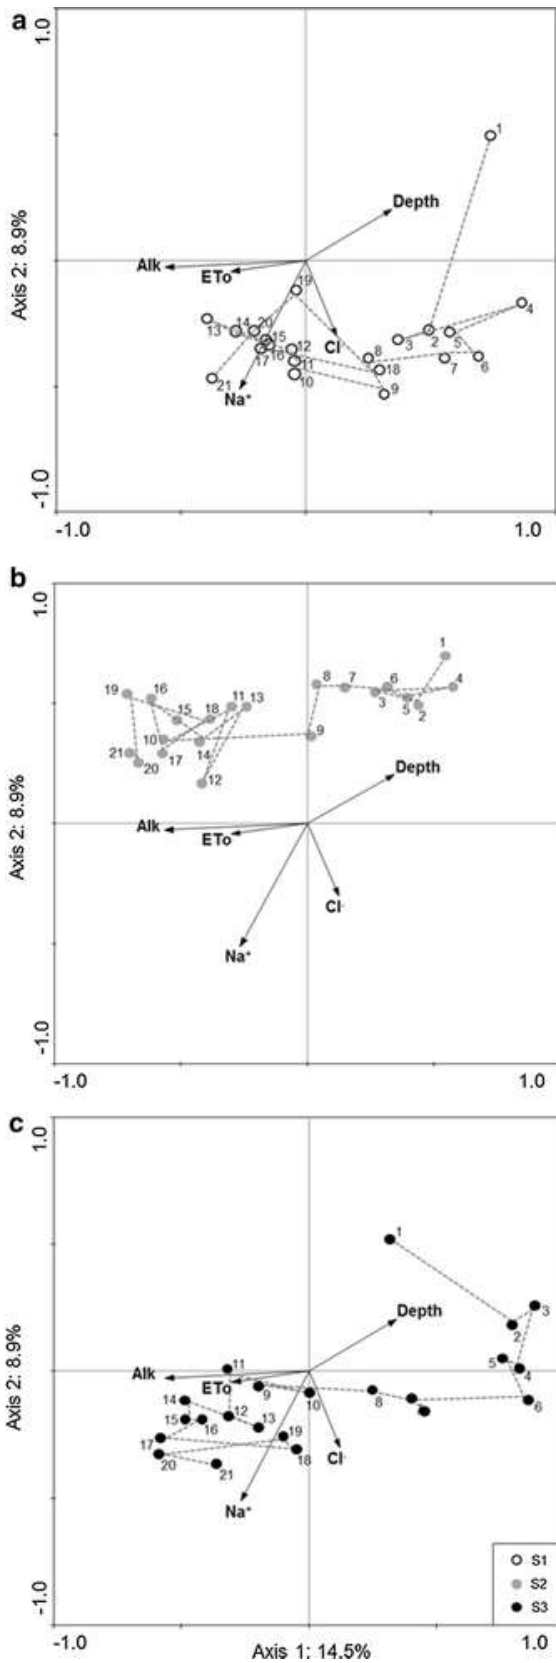 a
1.0
1
Depth
Alk
ETo
19
4
13 14 20 15
3 2 5
Cl
12 8
17 16
11 18 7 6
10 9
21
Na⁺
Axis 2: 8.9%
-1.0
-1.0 1.0
b
1.0
1
19 16 8 7 6 4
15 18 11 13
3 5 2
10 9
21 20 17 14
12
Depth
Alk
ETo
Cl
Na⁺
Axis 2: 8.9%
-1.0
-1.0 1.0
c
1.0
1
Depth
3
2
11 5 4
Alk
ETo
9 10 8 6
14
15 16 12 13
17 19
18
20 21
Cl
Na⁺
Axis 2: 8.9%
S1
S2
S3
-1.0
-1.0 Axis 1: 14.5% 1.0